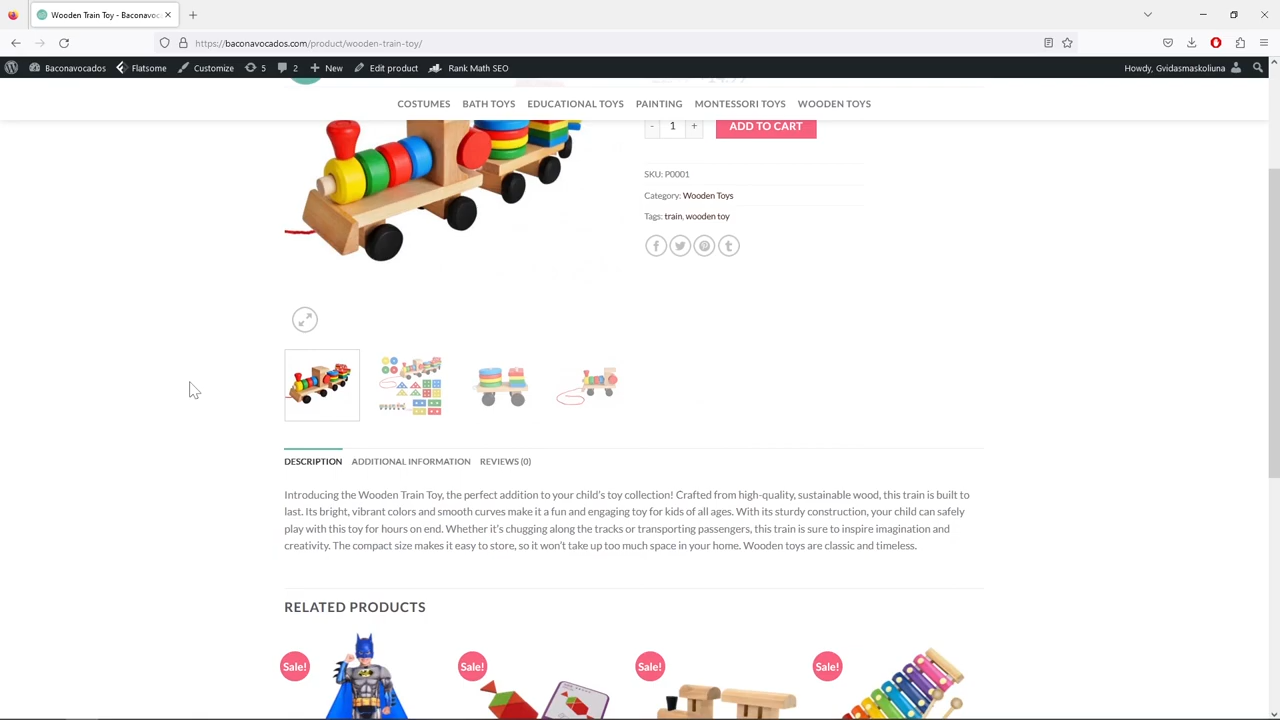 Wooden Train Toy - Baconavoc
https://baconavocados.com/product/wooden-train-toy/
Baconavocados Flatsome Customize 5 2 New Edit product Rank Math SEO Howdy, Gvidasmaskoliuna
COSTUMES BATH TOYS EDUCATIONAL TOYS PAINTING MONTESSORI TOYS WOODEN TOYS
- 1 + ADD TO CART
SKU: P0001
Category: Wooden Toys
Tags: train, wooden toy
DESCRIPTION ADDITIONAL INFORMATION REVIEWS (0)
Introducing the Wooden Train Toy, the perfect addition to your child's toy collection! Crafted from high-quality, sustainable wood, this train is built to
last. Its bright, vibrant colors and smooth curves make it a fun and engaging toy for kids of all ages. With its sturdy construction, your child can safely
play with this toy for hours on end. Whether it's chugging along the tracks or transporting passengers, this train is sure to inspire imagination and
creativity. The compact size makes it easy to store, so it won't take up too much space in your home. Wooden toys are classic and timeless.
RELATED PRODUCTS
Sale! Sale! Sale! Sale!